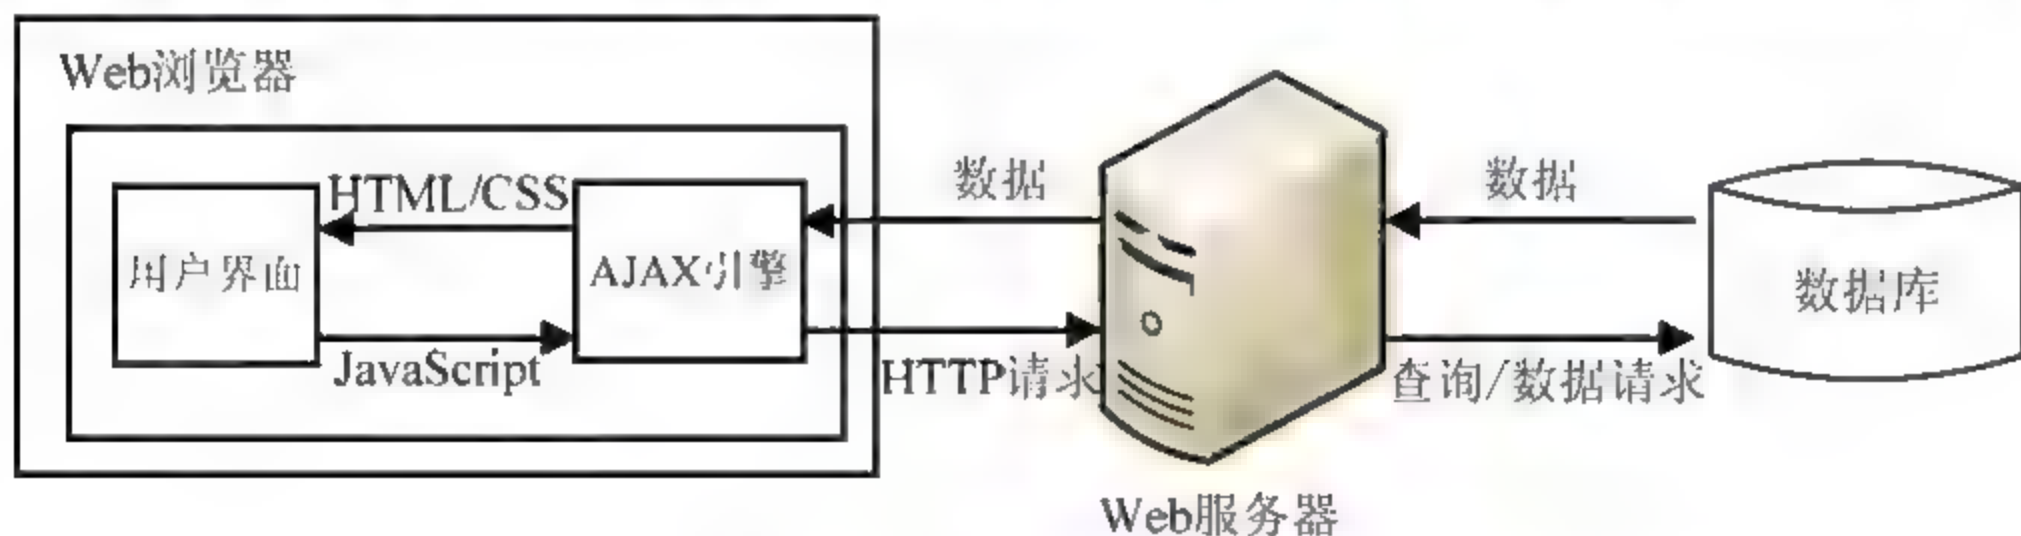 Web浏览器
HTML/CSS
数据
数据
用户界面
AJAX引擎
数据库
JavaScript
HTTP请求
查询/数据请求
Web服务器